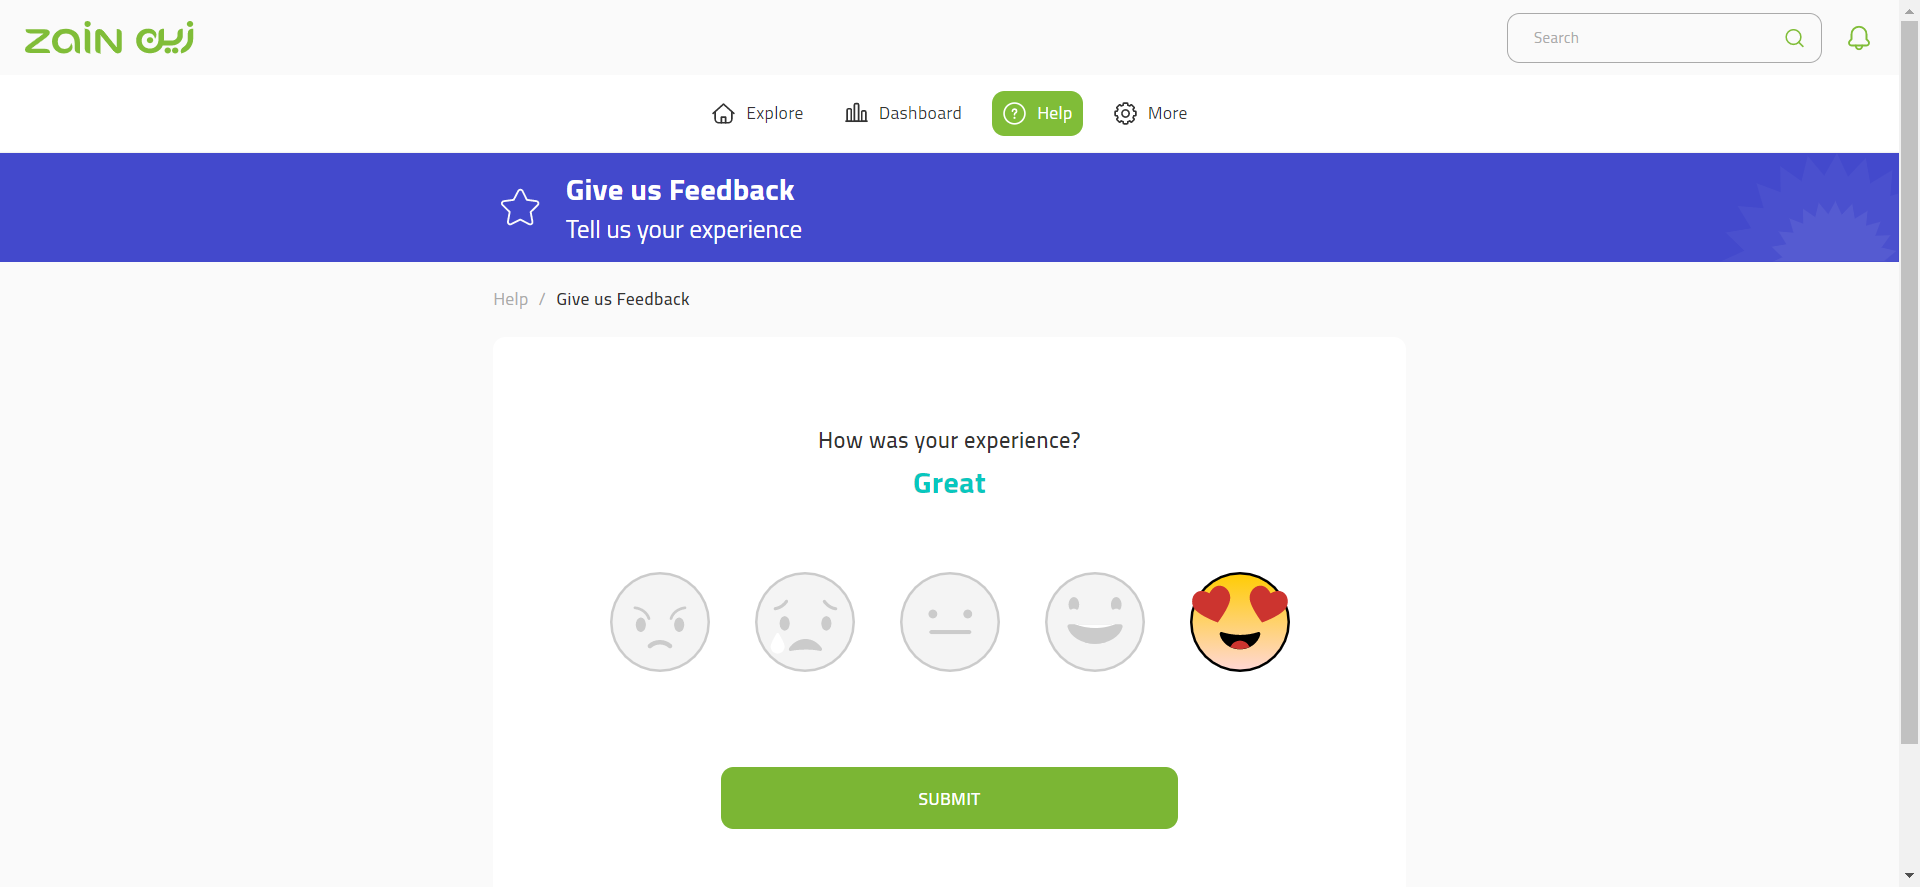 zain زين
Search
Explore
Dashboard
Help
More
Give us Feedback
Tell us your experience
Help / Give us Feedback
How was your experience?
Great
SUBMIT